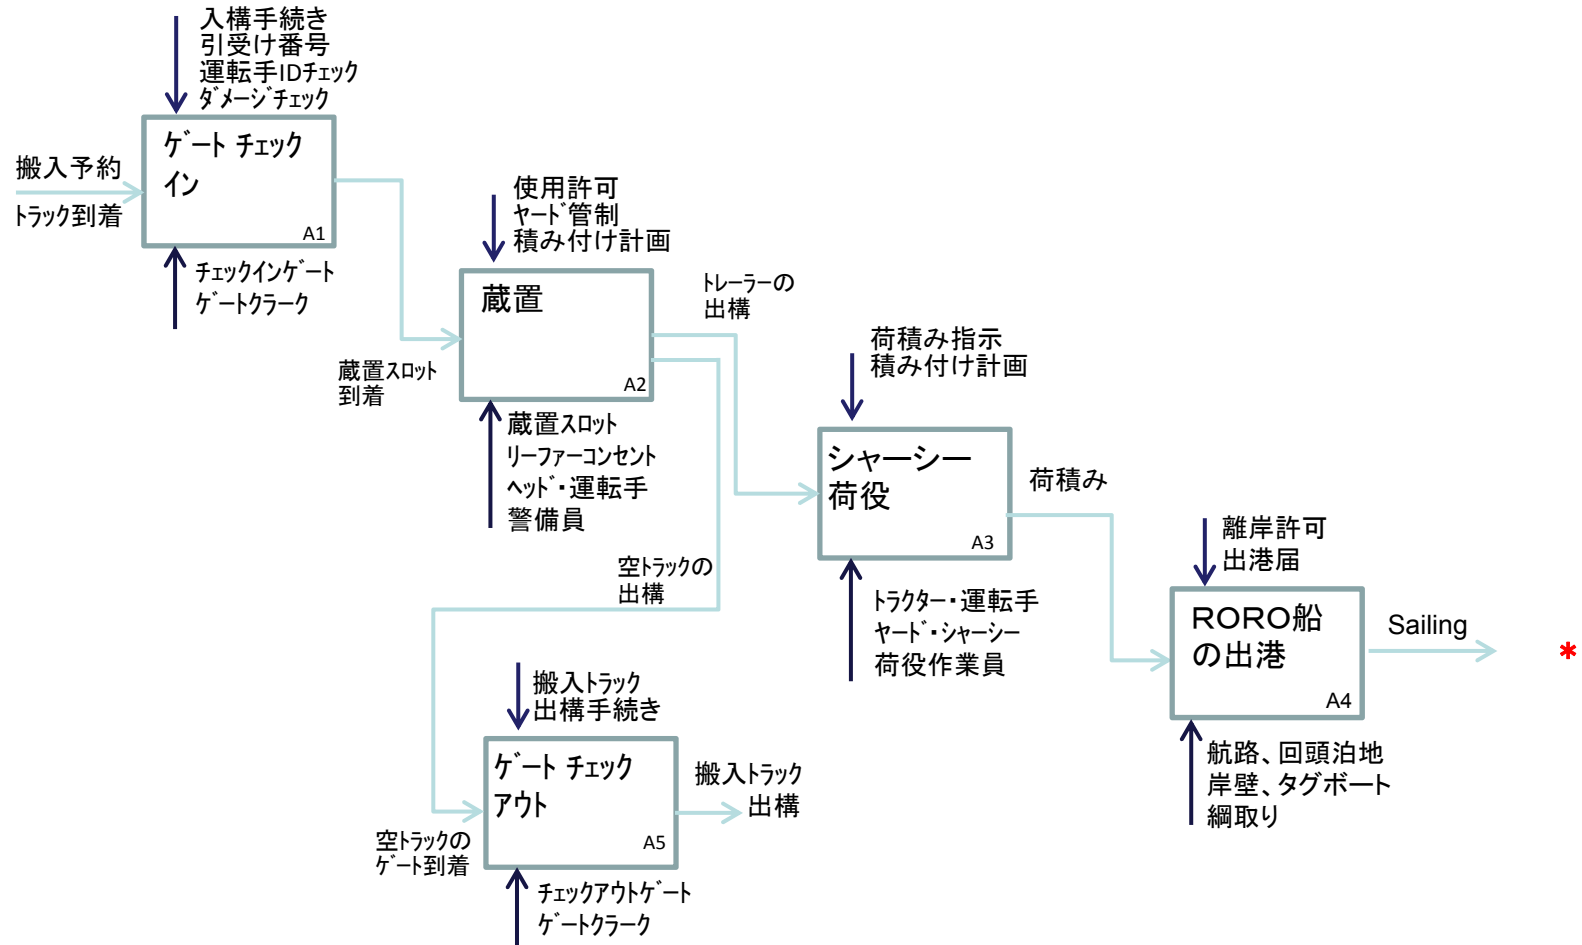 入構手続き
引受け番号
運転手IDﾁｪｯｸ
ﾀﾞﾒｰｼﾞﾁｪｯｸ
ｹﾞｰﾄ ﾁｪｯｸ
ｲﾝ
A1
搬入予約
ﾄﾗｯｸ到着
ﾁｪｯｸｲﾝｹﾞｰﾄ
ｹﾞｰﾄｸﾗｰｸ
使用許可
ﾔｰﾄﾞ管制
積み付け計画
蔵置
A2
蔵置ｽﾛｯﾄ
到着
蔵置ｽﾛｯﾄ
ﾘｰﾌｧｰｺﾝｾﾝﾄ
ﾍｯﾄﾞ・運転手
警備員
ﾄﾚｰﾗｰの
出構
空ﾄﾗｯｸの
出構
荷積み指示
積み付け計画
シャーシー
荷役
A3
ﾄﾗｸﾀｰ・運転手
ﾔｰﾄﾞ・ｼｬｰｼｰ
荷役作業員
荷積み
離岸許可
出港届
ＲＯＲＯ船
の出港
A4
Sailing
*
航路、回頭泊地
岸壁、タグボート
綱取り
搬入ﾄﾗｯｸ
出構手続き
ｹﾞｰﾄ ﾁｪｯｸ
ｱｳﾄ
A5
空ﾄﾗｯｸの
ｹﾞｰﾄ到着
搬入ﾄﾗｯｸ
出構
ﾁｪｯｸｱｳﾄｹﾞｰﾄ
ｹﾞｰﾄｸﾗｰｸ